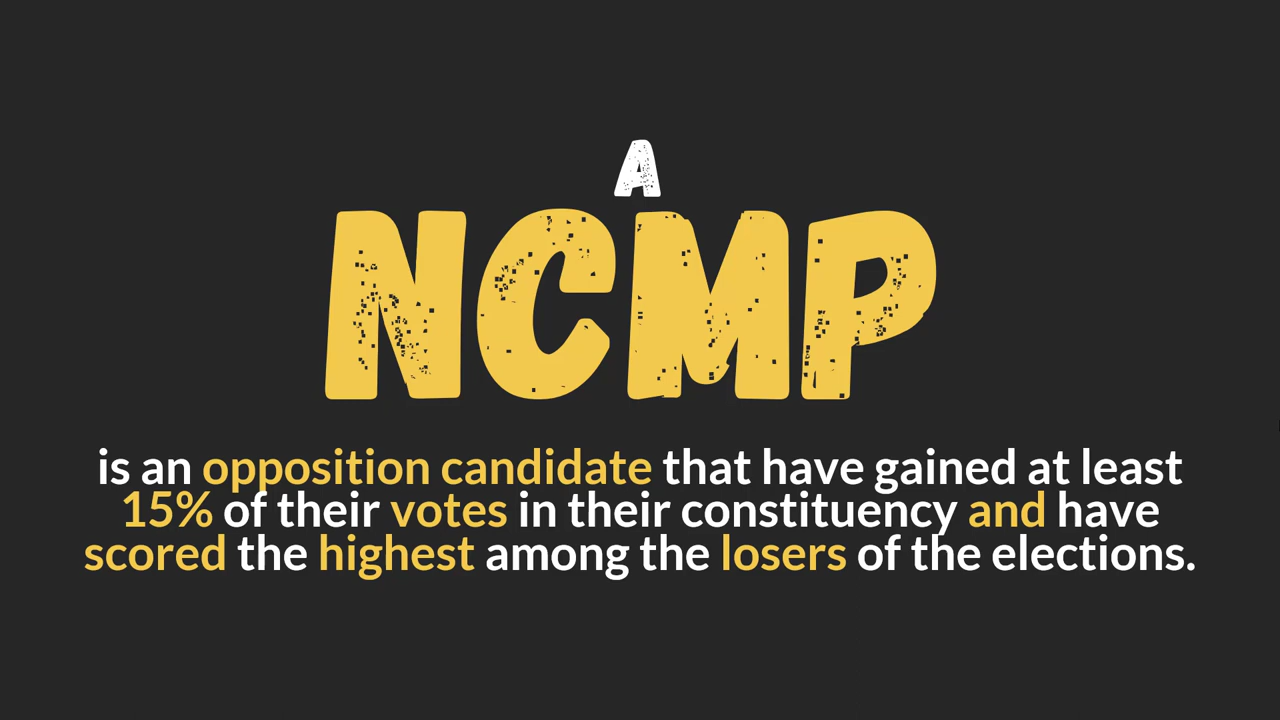 A
NCMP
is an opposition candidate that have gained at least
15% of their votes in their constituency and have
scored the highest among the losers of the elections.